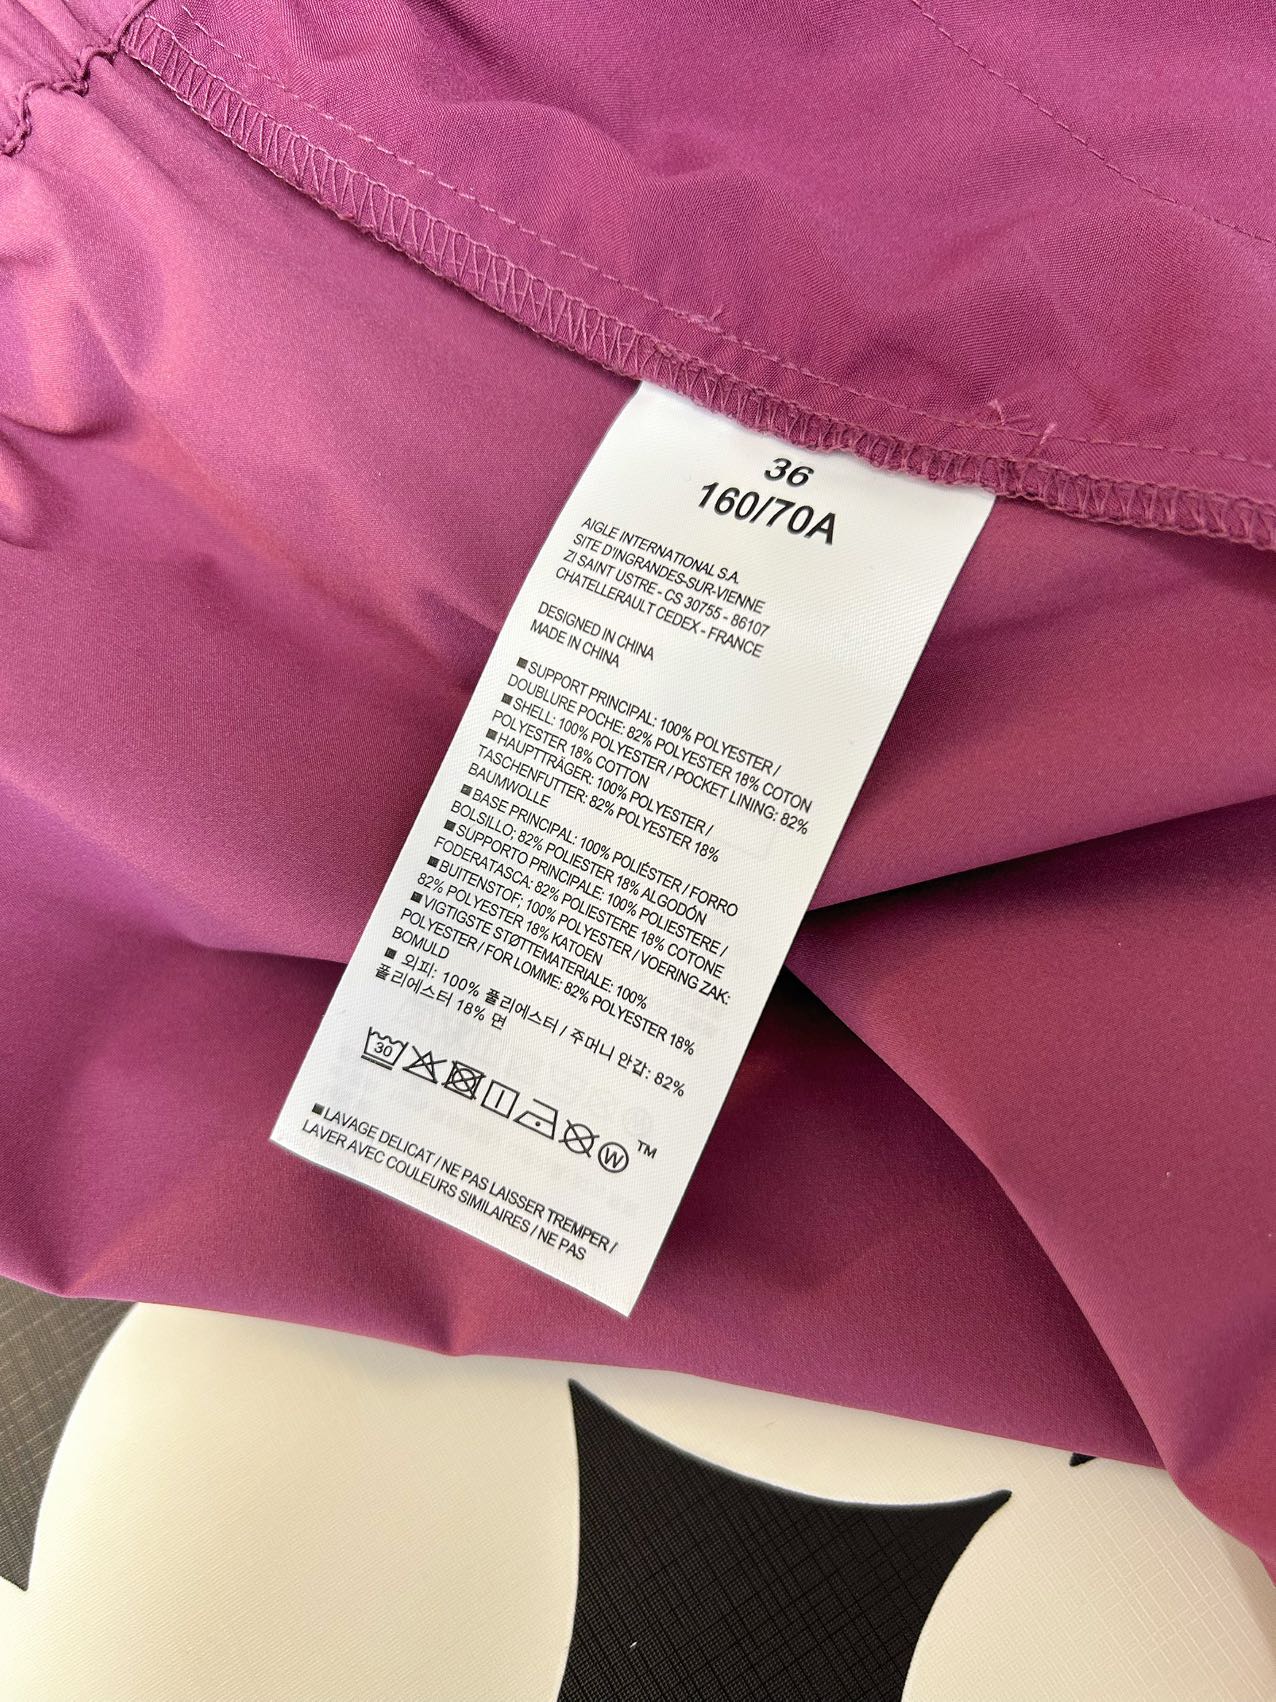 36
160/70A
AIGLE INTERNATIONAL S.A.
SITE D'INGRANDES-SUR-VIENNE
ZI SAINT USTRE - CS 30755 - 86107
CHATELLERAULT CEDEX - FRANCE
DESIGNED IN CHINA
MADE IN CHINA
■SUPPORT PRINCIPAL: 100% POLYESTER /
DOUBLURE POCHE: 82% POLYESTER 18% COTON
■SHELL: 100% POLYESTER / POCKET LINING: 82%
POLYESTER 18% COTTON
■HAUPTTRÄGER: 100% POLYESTER /
TASCHENFUTTER: 82% POLYESTER 18%
BAUMWOLLE
■BASE PRINCIPAL: 100% POLIÉSTER / FORRO
BOLSILLO; 82% POLIESTER 18% ALGODÓN
■SUPPORTO PRINCIPALE: 100% POLIESTERE /
FODERATASCA: 82% POLIESTERE 18% COTONE
■BUITENSTOF; 100% POLYESTER / VOERING ZAK:
82% POLYESTER 18% KATOEN
■VIGTIGSTE STØTTEMATERIALE: 100%
POLYESTER / FOR LOMME: 82% POLYESTER 18%
BOMULD
■ 외피: 100% 폴리에스터 / 주머니 안감: 82%
폴리에스터 18% 면
30 W TM
■LAVAGE DELICAT / NE PAS LAISSER TREMPER /
LAVER AVEC COULEURS SIMILAIRES / NE PAS